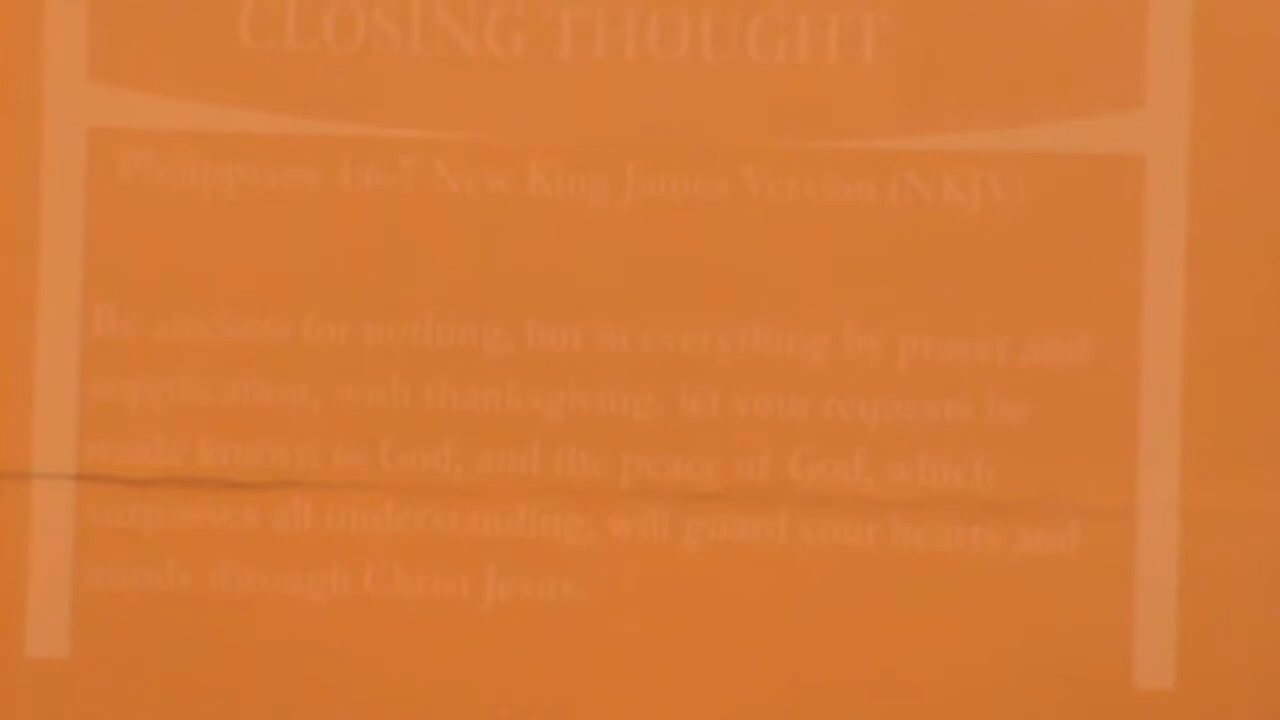 CLOSING THOUGHT
Philippians 4:6-7 New King James Version (NKJV)
Be anxious for nothing, but in everything by prayer and
supplication, with thanksgiving, let your requests be
made known to God; and the peace of God, which
surpasses all understanding, will guard your hearts and
minds through Christ Jesus.